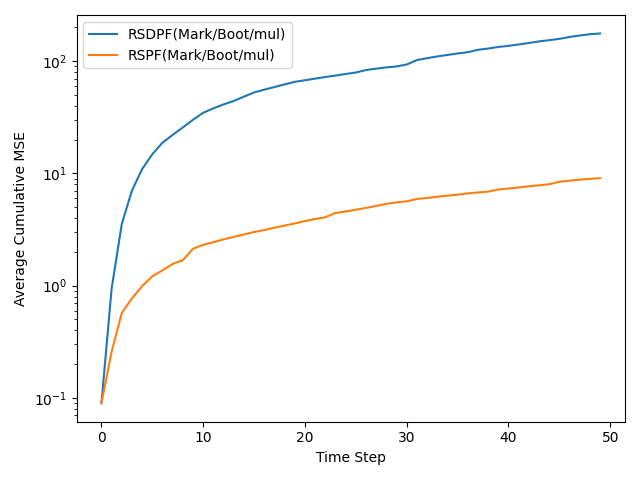 RSDPF(Mark/Boot/mul)
RSPF(Mark/Boot/mul)
Average Cumulative MSE
10²
10¹
10⁰
10⁻¹
0 10 20 30 40 50
Time Step